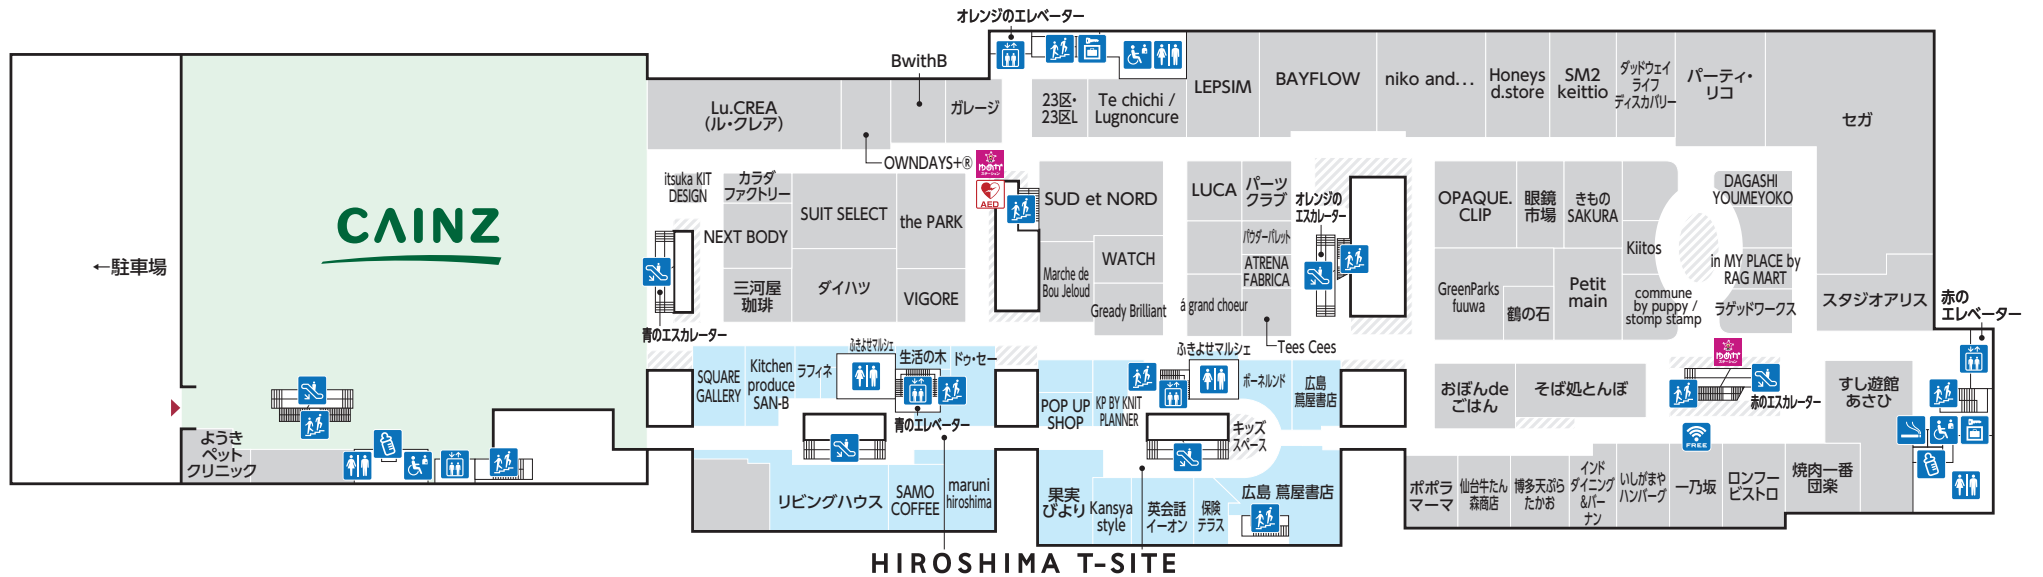 オレンジのエレベーター
BwithB
Lu.CREA
(ル・クレア)
ガレージ
23区・
23区L
Te chichi /
Lugnoncure
LEPSIM
BAYFLOW
niko and...
Honeys
d.store
SM2
keittio
ダッドウェイ
ライフ
ディスカバリー
パーティ・
リコ
セガ
OWNDAYS+®
ゆめか
ステーション
AED
itsuka KIT
DESIGN
カラダ
ファクトリー
SUIT SELECT
the PARK
NEXT BODY
三河屋
珈琲
ダイハツ
VIGORE
SUD et NORD
Marche de
Bou Jeloud
WATCH
Gready Brilliant
LUCA
パーツ
クラブ
パウダーパレット
ATRENA
FABRICA
á grand choeur
Tees Cees
オレンジの
エスカレーター
OPAQUE.
CLIP
眼鏡
市場
きもの
SAKURA
Kiitos
GreenParks
fuuwa
鶴の石
Petit
main
commune
by puppy /
stomp stamp
DAGASHI
YOUMEYOKO
in MY PLACE by
RAG MART
ラゲッドワークス
スタジオアリス
赤の
エレベーター
CAINZ
←駐車場
青のエスカレーター
ようき
ペット
クリニック
SQUARE
GALLERY
Kitchen
produce
SAN-B
ラフィネ
ふきよせマルシェ
生活の木
ドゥ・セー
青のエレベーター
リビングハウス
SAMO
COFFEE
maruni
hiroshima
POP UP
SHOP
KP BY KNIT
PLANNER
ふきよせマルシェ
ボーネルンド
広島
蔦屋書店
キッズ
スペース
果実
びより
Kansya
style
英会話
イーオン
保険
テラス
広島 蔦屋書店
HIROSHIMA T-SITE
おぼんde
ごはん
そば処とんぼ
ゆめか
ステーション
赤のエスカレーター
FREE
すし遊館
あさひ
ポポラ
マーマ
仙台牛たん
森商店
博多天ぷら
たかお
インド
ダイニング
&バー
ナン
いしがまや
ハンバーグ
一乃坂
ロンフー
ビストロ
焼肉一番
団楽